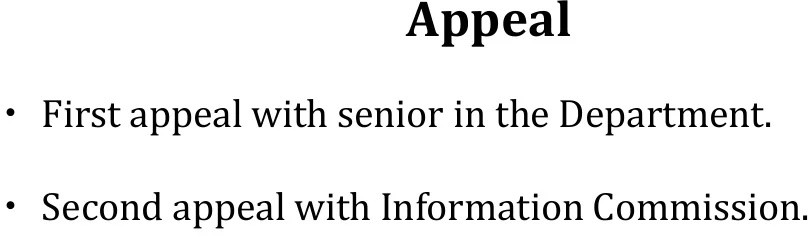 Appeal
• First appeal with senior in the Department.
• Second appeal with Information Commission.